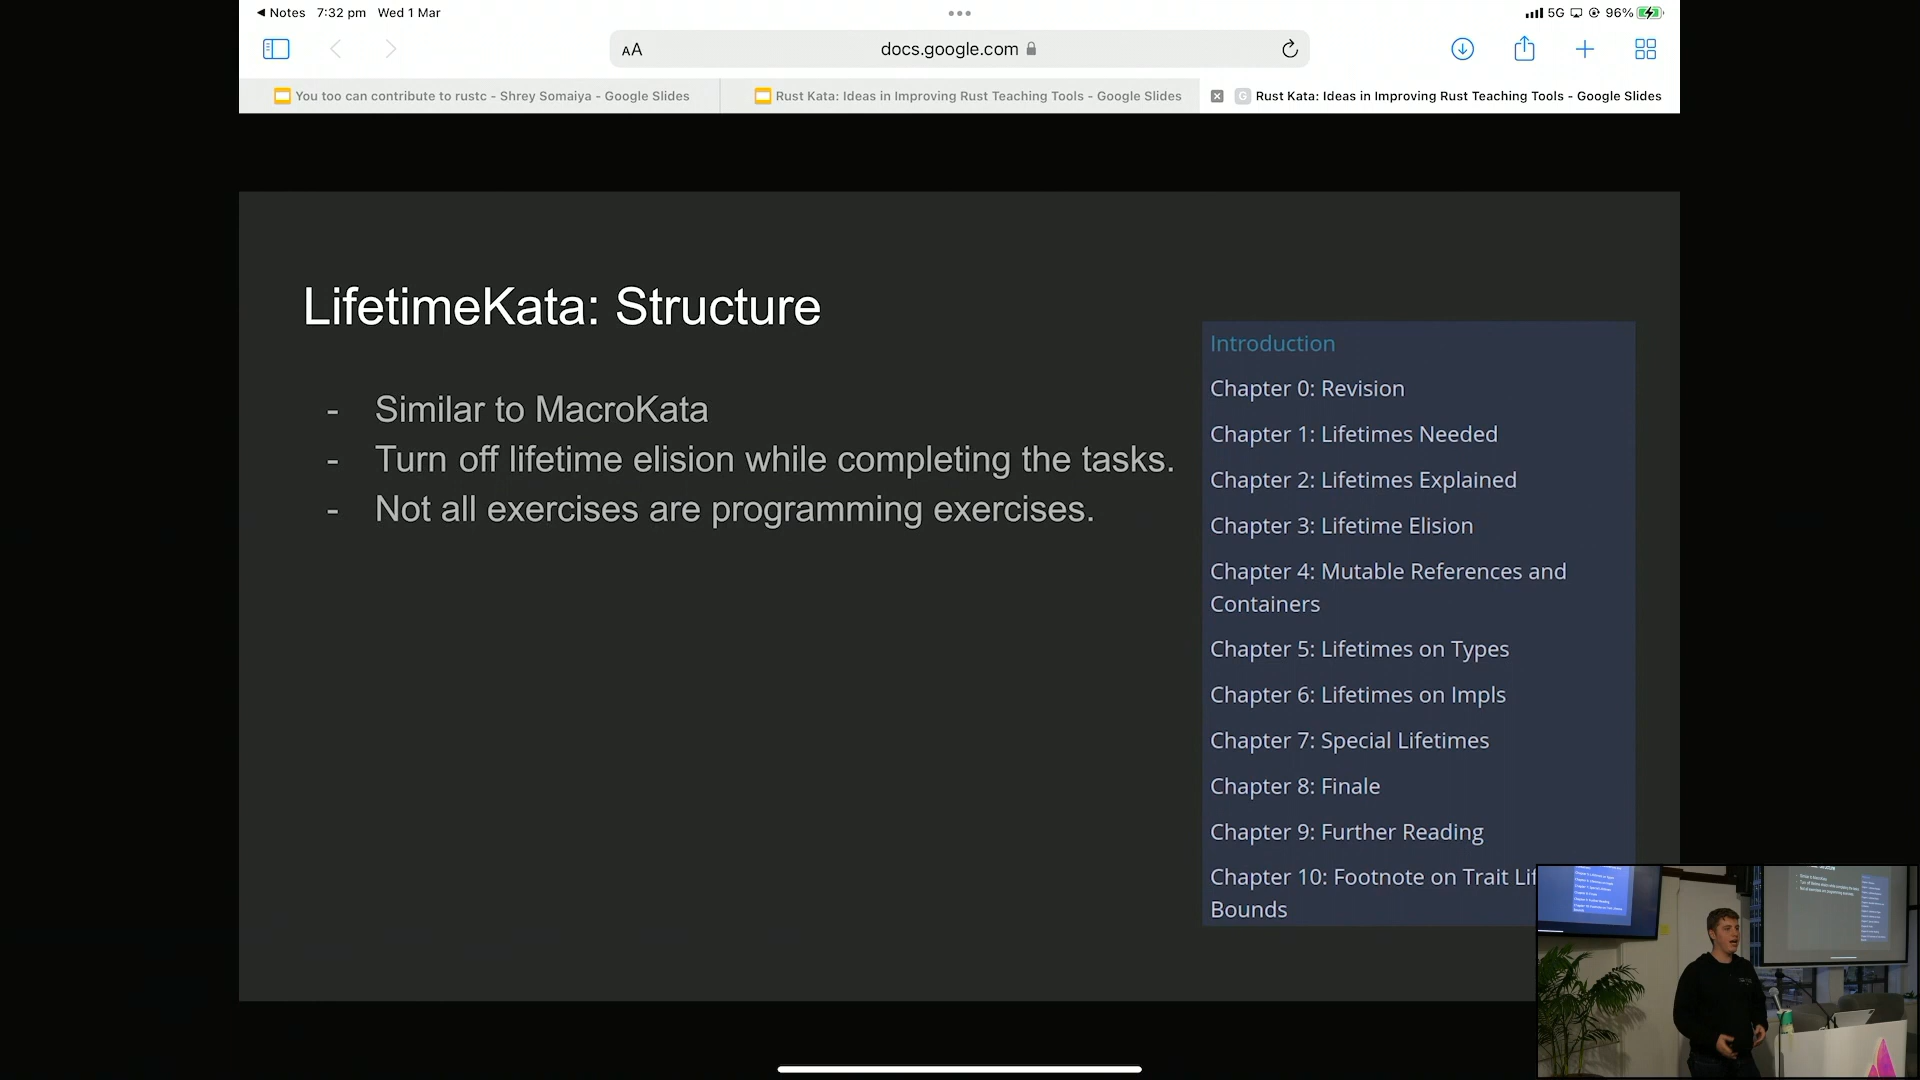 Notes 7:32 pm Wed 1 Mar
5G 96%
AA docs.google.com
You too can contribute to rustc - Shrey Somaiya - Google Slides
Rust Kata: Ideas in Improving Rust Teaching Tools - Google Slides
G Rust Kata: Ideas in Improving Rust Teaching Tools - Google Slides
LifetimeKata: Structure
- Similar to MacroKata
- Turn off lifetime elision while completing the tasks.
- Not all exercises are programming exercises.
Introduction
Chapter 0: Revision
Chapter 1: Lifetimes Needed
Chapter 2: Lifetimes Explained
Chapter 3: Lifetime Elision
Chapter 4: Mutable References and
Containers
Chapter 5: Lifetimes on Types
Chapter 6: Lifetimes on Impls
Chapter 7: Special Lifetimes
Chapter 8: Finale
Chapter 9: Further Reading
Chapter 10: Footnote on Trait
Bounds